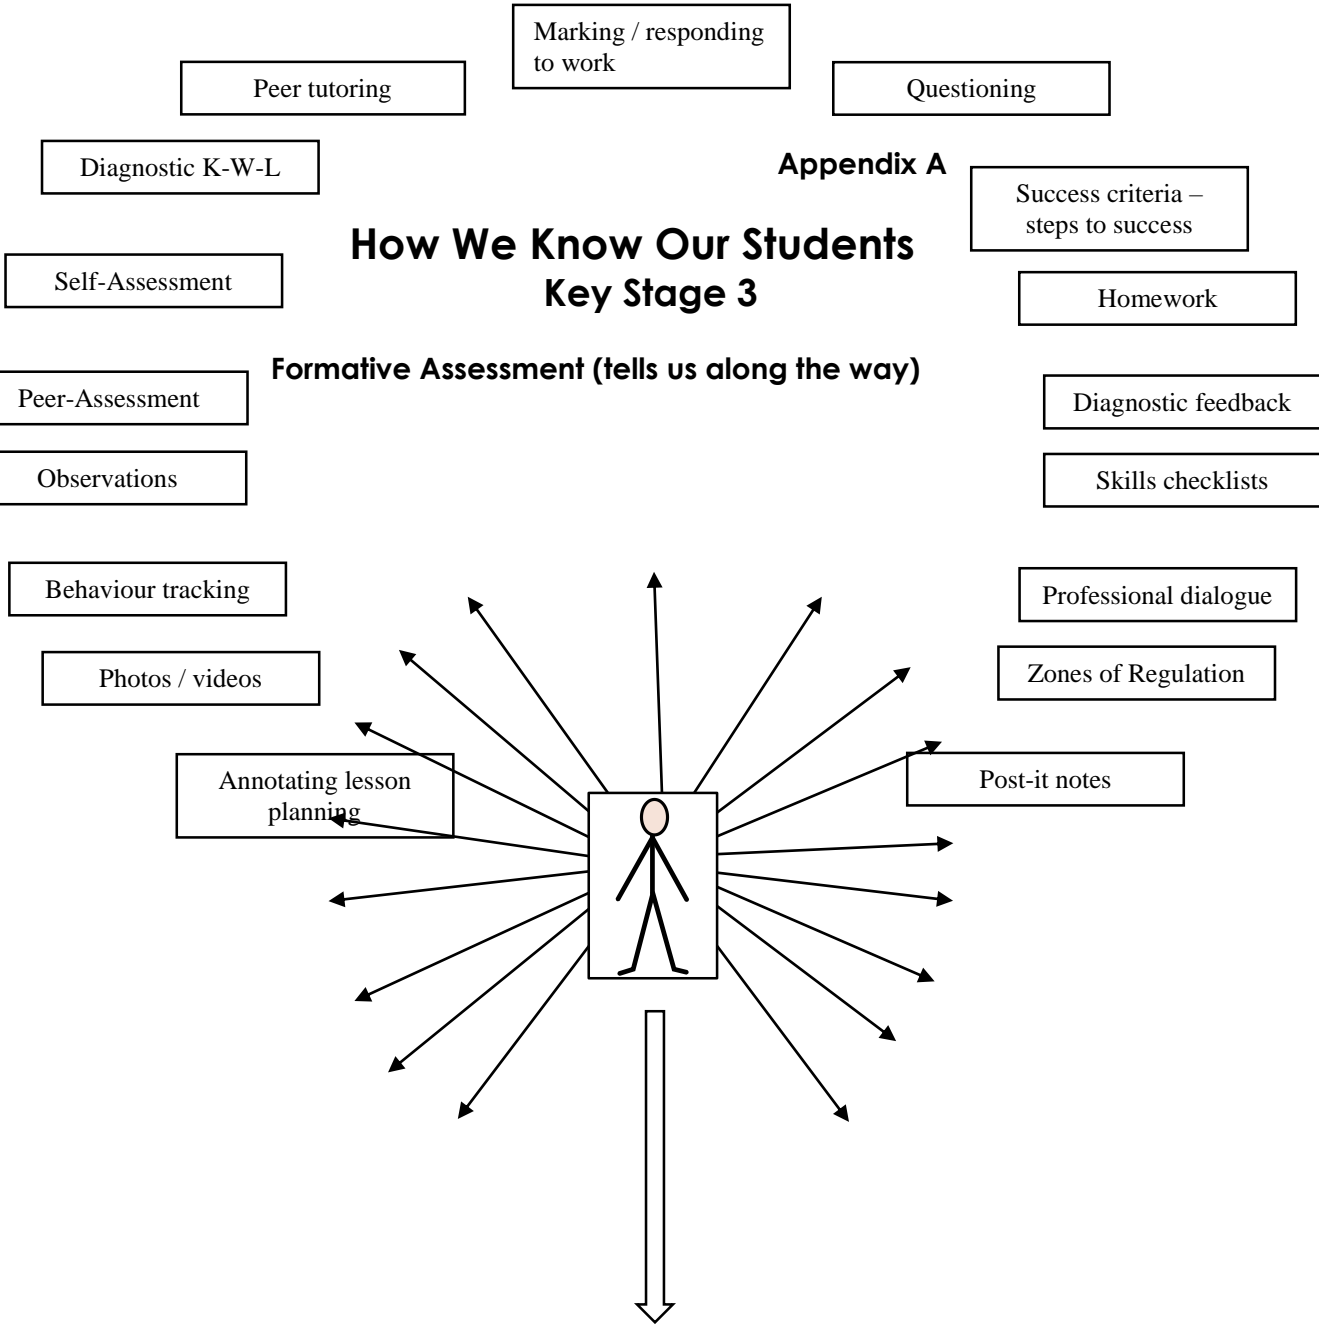 Marking / responding
to work
Peer tutoring
Questioning
Diagnostic K-W-L
Appendix A
Success criteria –
steps to success
How We Know Our Students
Key Stage 3
Self-Assessment
Homework
Formative Assessment (tells us along the way)
Peer-Assessment
Diagnostic feedback
Observations
Skills checklists
Behaviour tracking
Professional dialogue
Photos / videos
Zones of Regulation
Annotating lesson
planning
Post-it notes